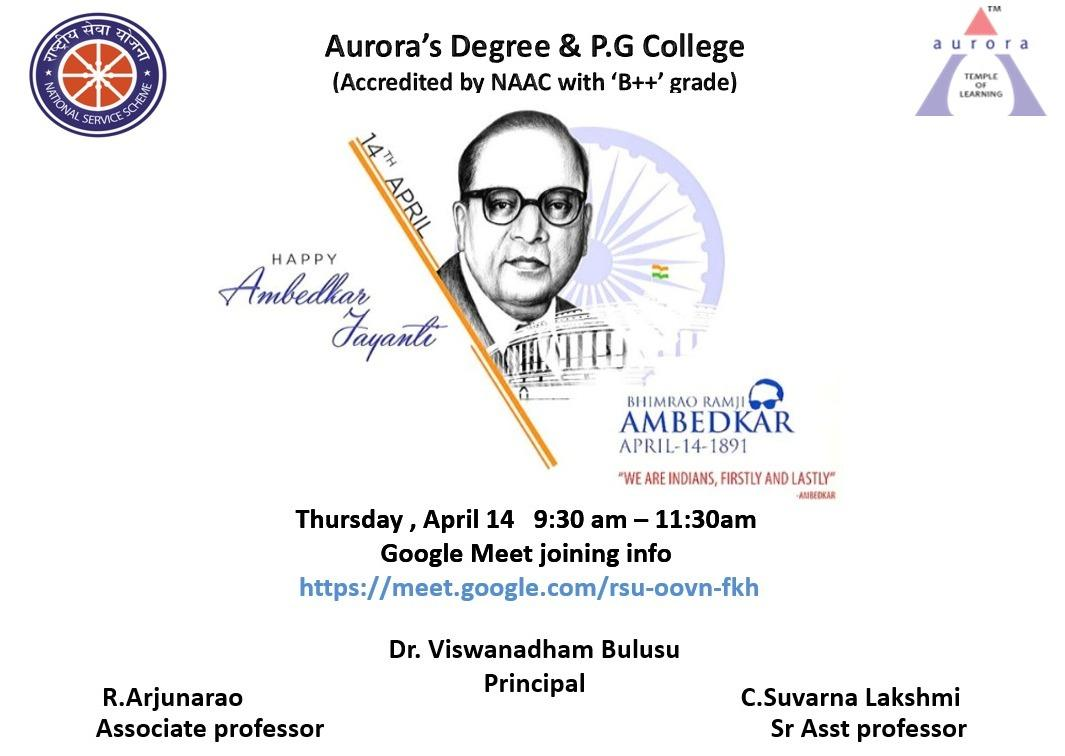 राष्ट्रीय सेवा योजना
NATIONAL SERVICE SCHEME
Aurora’s Degree & P.G College
(Accredited by NAAC with ‘B++’ grade)
TM
aurora
TEMPLE
OF
LEARNING
14TH APRIL
HAPPY
Ambedkar
Jayanti
BHIMRAO RAMJI
AMBEDKAR
APRIL-14-1891
“WE ARE INDIANS, FIRSTLY AND LASTLY”
-AMBEDKAR
Thursday , April 14 9:30 am – 11:30am
Google Meet joining info
https://meet.google.com/rsu-oovn-fkh
Dr. Viswanadham Bulusu
Principal
R.Arjunarao
Associate professor
C.Suvarna Lakshmi
Sr Asst professor